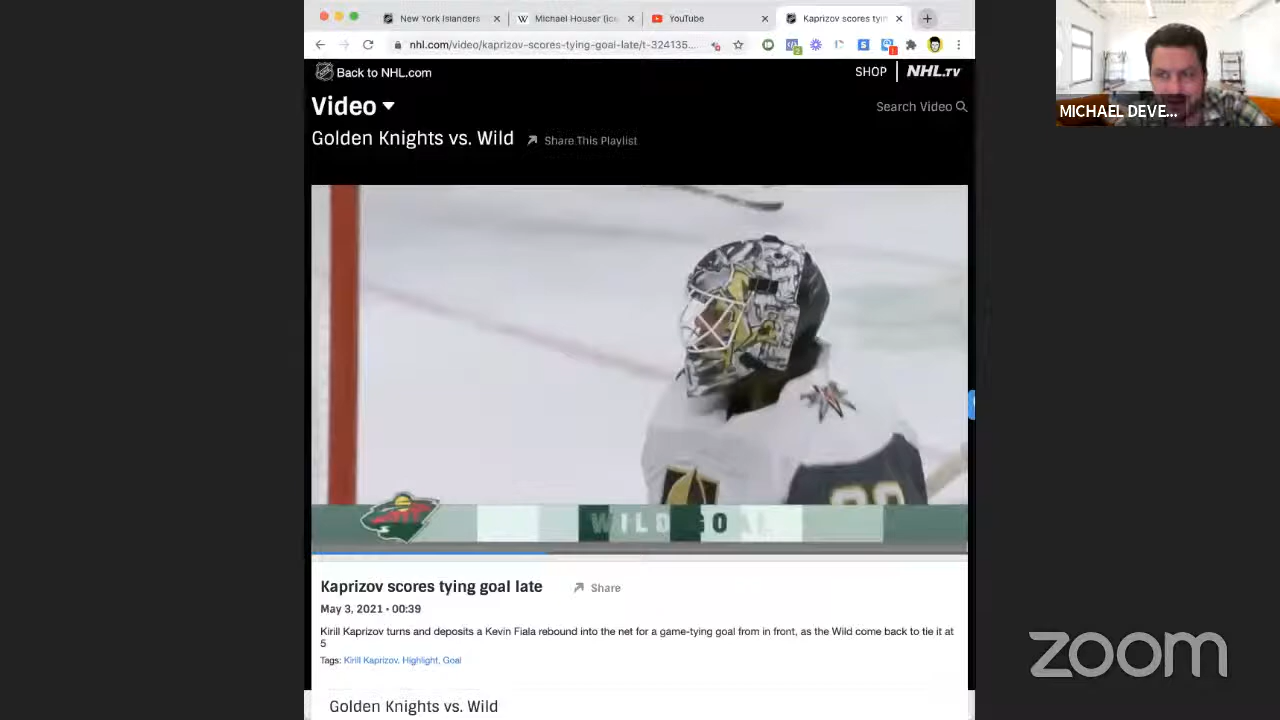 New York Islanders
Michael Houser (ice
YouTube
Kaprizov scores tyin
nhl.com/video/kaprizov-scores-tying-goal-late/t-324135...
Back to NHL.com
SHOP
NHL.TV
Video
Search Video
Golden Knights vs. Wild
Share This Playlist
MICHAEL DEVE...
WILD GOAL
Kaprizov scores tying goal late
Share
May 3, 2021 • 00:39
Kirill Kaprizov turns and deposits a Kevin Fiala rebound into the net for a game-tying goal from in front, as the Wild come back to tie it at
5
Tags: Kirill Kaprizov, Highlight, Goal
zoom
Golden Knights vs. Wild